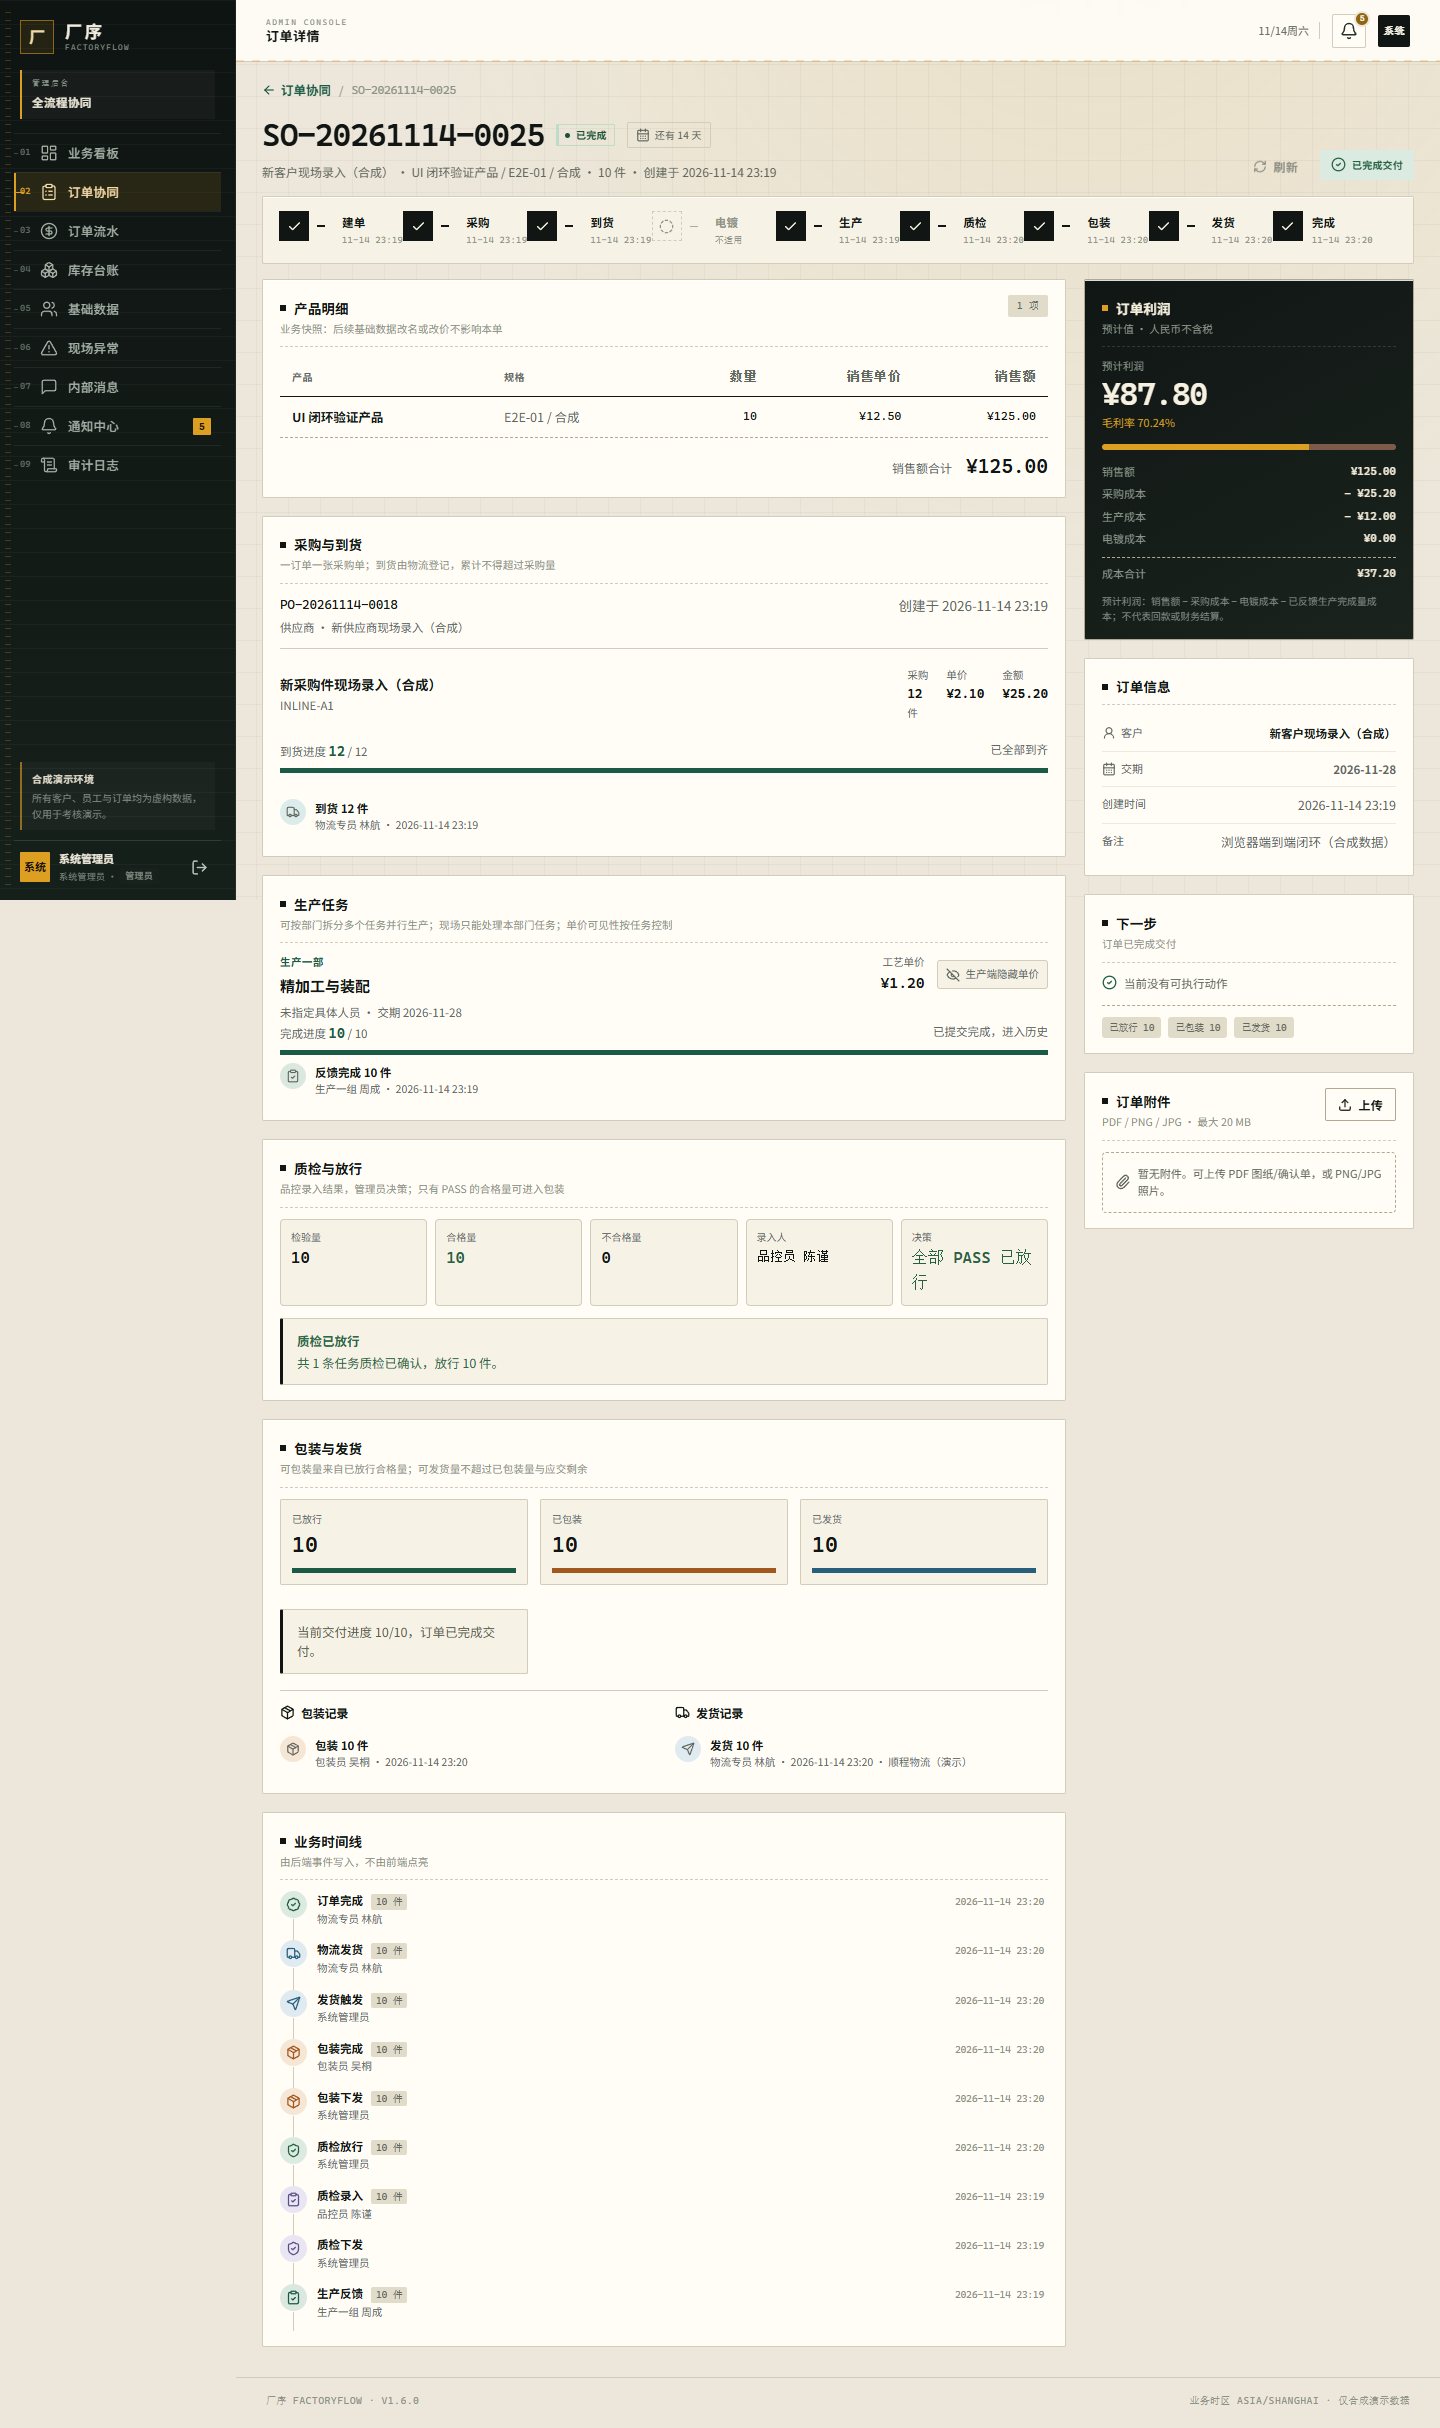 厂
厂序
FACTORYFLOW
管理后台
全流程协同
01 业务看板
02 订单协同
03 订单流水
04 库存台账
05 基础数据
06 现场异常
07 内部消息
08 通知中心 5
09 审计日志
合成演示环境
所有客户、员工与订单均为虚构数据，
仅用于考核演示。
系统 系统管理员
系统管理员 · 管理员
ADMIN CONSOLE
订单详情
11/14周六
5
系统
订单协同 / SO-20261114-0025
SO-20261114-0025 已完成 还有 14 天
新客户现场录入（合成） · UI 闭环验证产品 / E2E-01 / 合成 · 10 件 · 创建于 2026-11-14 23:19
刷新
已完成交付
建单 采购 到货 电镀 生产 质检 包装 发货 完成
11-14 23:19 11-14 23:19 11-14 23:19 不适用 11-14 23:19 11-14 23:20 11-14 23:20 11-14 23:20 11-14 23:20
产品明细
1 项
业务快照：后续基础数据改名或改价不影响本单
产品 规格 数量 销售单价 销售额
UI 闭环验证产品 E2E-01 / 合成 10 ¥12.50 ¥125.00
销售额合计 ¥125.00
采购与到货
一订单一张采购单；到货由物流登记，累计不得超过采购量
PO-20261114-0018
创建于 2026-11-14 23:19
供应商 · 新供应商现场录入（合成）
新采购件现场录入（合成）
INLINE-A1
采购 单价 金额
12 ¥2.10 ¥25.20
件
到货进度 12 / 12
已全部到齐
到货 12 件
物流专员 林航 · 2026-11-14 23:19
生产任务
可按部门拆分多个任务并行生产；现场只能处理本部门任务；单价可见性按任务控制
生产一部
精加工与装配
工艺单价
¥1.20
生产端隐藏单价
未指定具体人员 · 交期 2026-11-28
完成进度 10 / 10
已提交完成，进入历史
反馈完成 10 件
生产一组 周成 · 2026-11-14 23:19
质检与放行
品控录入结果，管理员决策；只有 PASS 的合格量可进入包装
检验量
10
合格量
10
不合格量
0
录入人
品控员 陈谨
决策
全部 PASS 已放
行
质检已放行
共 1 条任务质检已确认，放行 10 件。
包装与发货
可包装量来自已放行合格量；可发货量不超过已包装量与应交剩余
已放行
10
已包装
10
已发货
10
当前交付进度 10/10，订单已完成交
付。
包装记录
包装 10 件
包装员 吴桐 · 2026-11-14 23:20
发货记录
发货 10 件
物流专员 林航 · 2026-11-14 23:20 · 顺程物流（演示）
业务时间线
由后端事件写入，不由前端点亮
订单完成 10 件 2026-11-14 23:20
物流专员 林航
物流发货 10 件 2026-11-14 23:20
物流专员 林航
发货触发 10 件 2026-11-14 23:20
系统管理员
包装完成 10 件 2026-11-14 23:20
包装员 吴桐
包装下发 10 件 2026-11-14 23:20
系统管理员
质检放行 10 件 2026-11-14 23:20
系统管理员
质检录入 10 件 2026-11-14 23:19
品控员 陈谨
质检下发 2026-11-14 23:19
系统管理员
生产反馈 10 件 2026-11-14 23:19
生产一组 周成
订单利润
预计值 · 人民币不含税
预计利润
¥87.80
毛利率 70.24%
销售额 ¥125.00
采购成本 − ¥25.20
生产成本 − ¥12.00
电镀成本 ¥0.00
成本合计 ¥37.20
预计利润：销售额 − 采购成本 − 电镀成本 − 已反馈生产完成量成
本；不代表回款或财务结算。
订单信息
客户 新客户现场录入（合成）
交期 2026-11-28
创建时间 2026-11-14 23:19
备注 浏览器端到端闭环（合成数据）
下一步
订单已完成交付
当前没有可执行动作
已放行 10 已包装 10 已发货 10
订单附件
PDF / PNG / JPG · 最大 20 MB
上传
暂无附件。可上传 PDF 图纸/确认单，或 PNG/JPG
照片。
厂序 FACTORYFLOW · V1.6.0
业务时区 ASIA/SHANGHAI · 仅合成演示数据